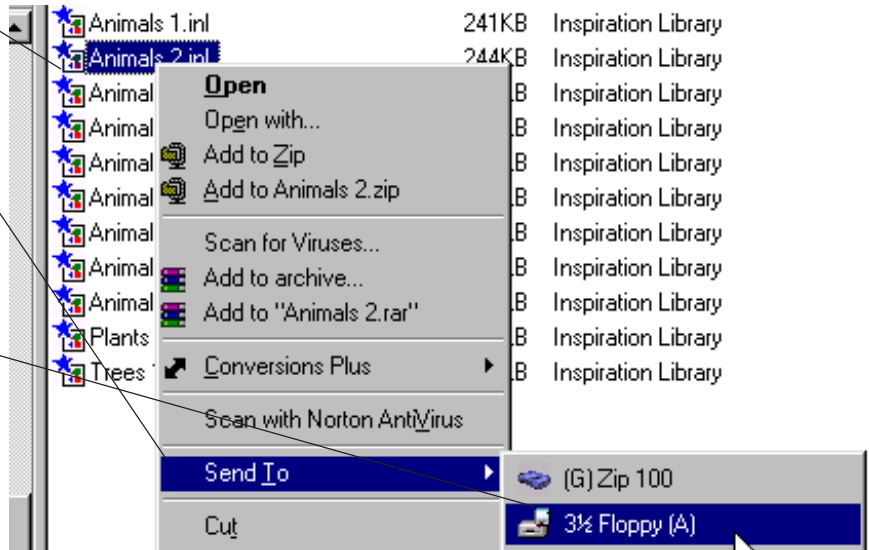 Animals 1.inl 241KB Inspiration Library
Animals 2.inl 244KB Inspiration Library
Animal B Inspiration Library
Animal B Inspiration Library
Animal B Inspiration Library
Animal B Inspiration Library
Animal B Inspiration Library
Animal B Inspiration Library
Animal B Inspiration Library
Plants B Inspiration Library
Trees B Inspiration Library
Open
Open with...
Add to Zip
Add to Animals 2.zip
Scan for Viruses...
Add to archive...
Add to "Animals 2.rar"
Conversions Plus
Scan with Norton AntiVirus
Send To
Cut
(G) Zip 100
3½ Floppy (A)